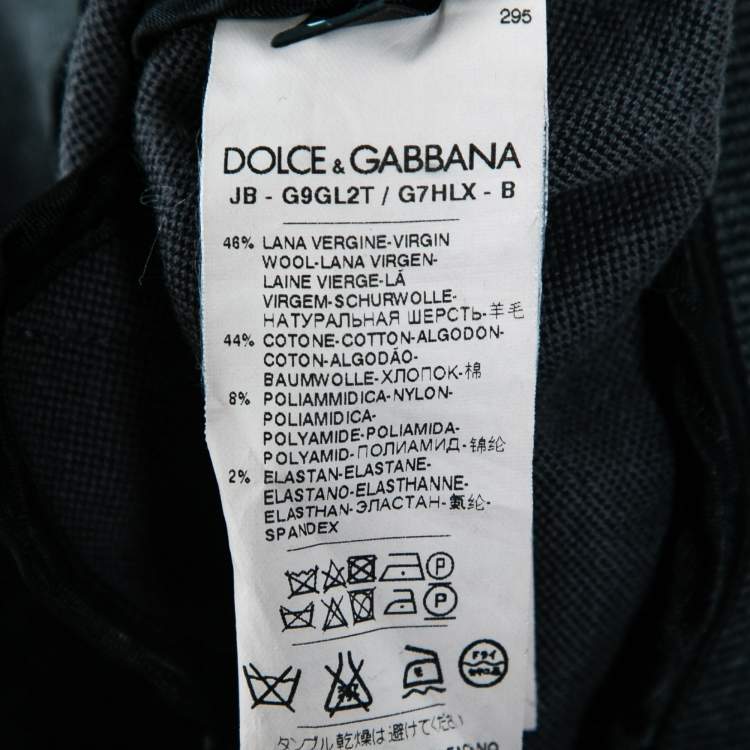 295
DOLCE & GABBANA
JB - G9GL2T / G7HLX - B
46% LANA VERGINE-VIRGIN
WOOL-LANA VIRGEN-
LAINE VIERGE-LÃ
VIRGEM-SCHURWOLLE-
НАТУРАЛЬНАЯ ШЕРСТЬ-羊毛
44% COTONE-COTTON-ALGODON-
COTON-ALGODÃO-
BAUMWOLLE-ХЛОПОК-棉
8% POLIAMMIDICA-NYLON-
POLIAMIDICA-
POLYAMIDE-POLIAMIDA-
POLYAMID-ПОЛИАМИД-锦纶
2% ELASTAN-ELASTANE-
ELASTANO-ELASTHANNE-
ELASTHAN-ЭЛАСТАН-氨纶-
SPANDEX
P
P
ドライ
タンブル乾燥は避けてください